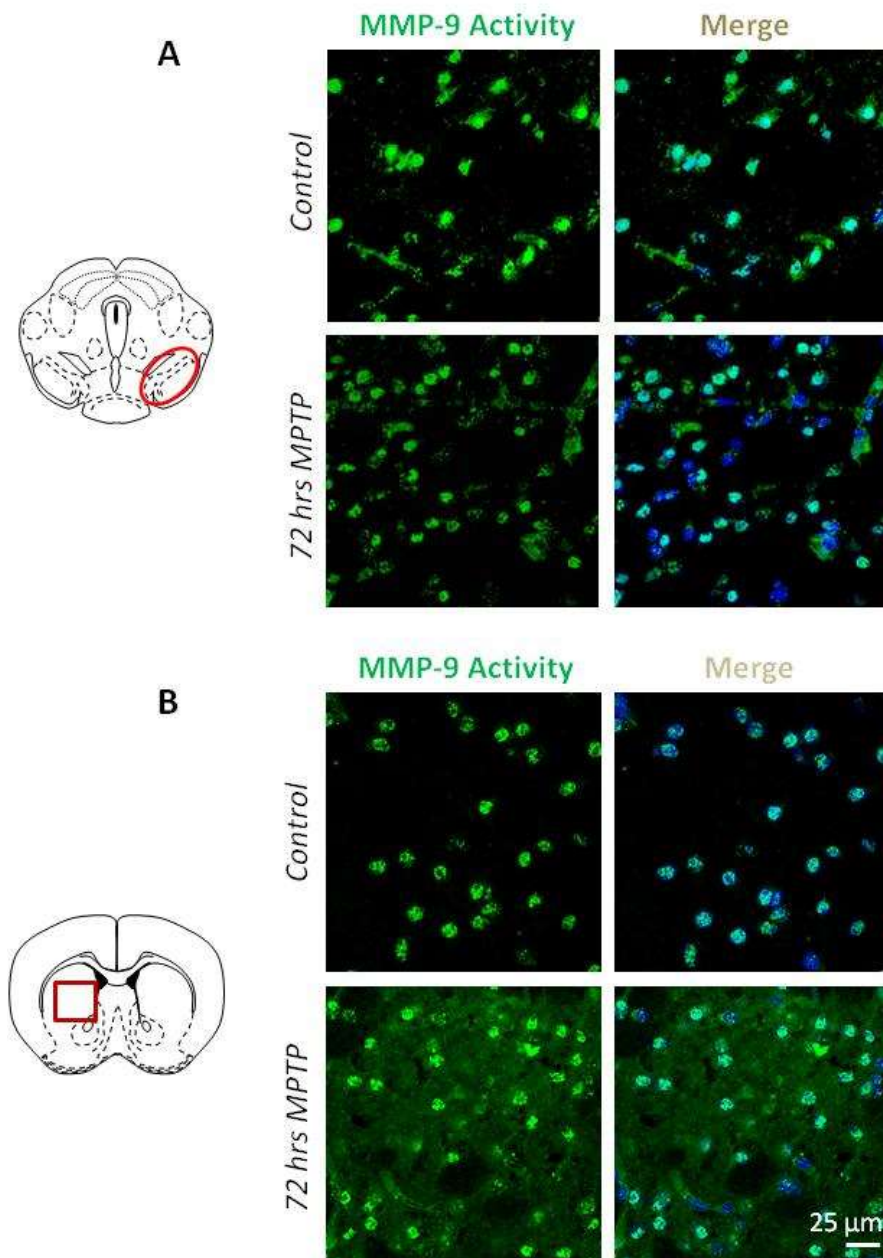 A
MMP-9 Activity
Merge
Control
72 hrs MPTP
B
MMP-9 Activity
Merge
Control
72 hrs MPTP
25 μm